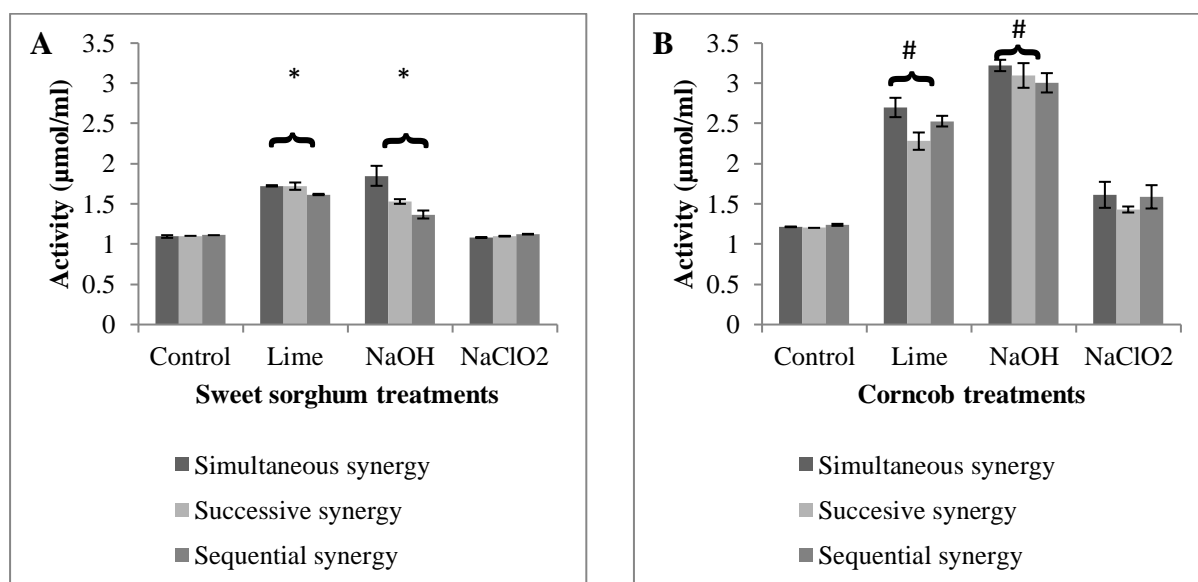 A
Activity (µmol/ml)
3.5
3
2.5
2
1.5
1
0.5
0
* *
Control Lime NaOH NaClO2
Sweet sorghum treatments
Simultaneous synergy
Successive synergy
Sequential synergy
B
Activity (µmol/ml)
3.5
3
2.5
2
1.5
1
0.5
0
# #
Control Lime NaOH NaClO2
Corncob treatments
Simultaneous synergy
Succesive synergy
Sequential synergy